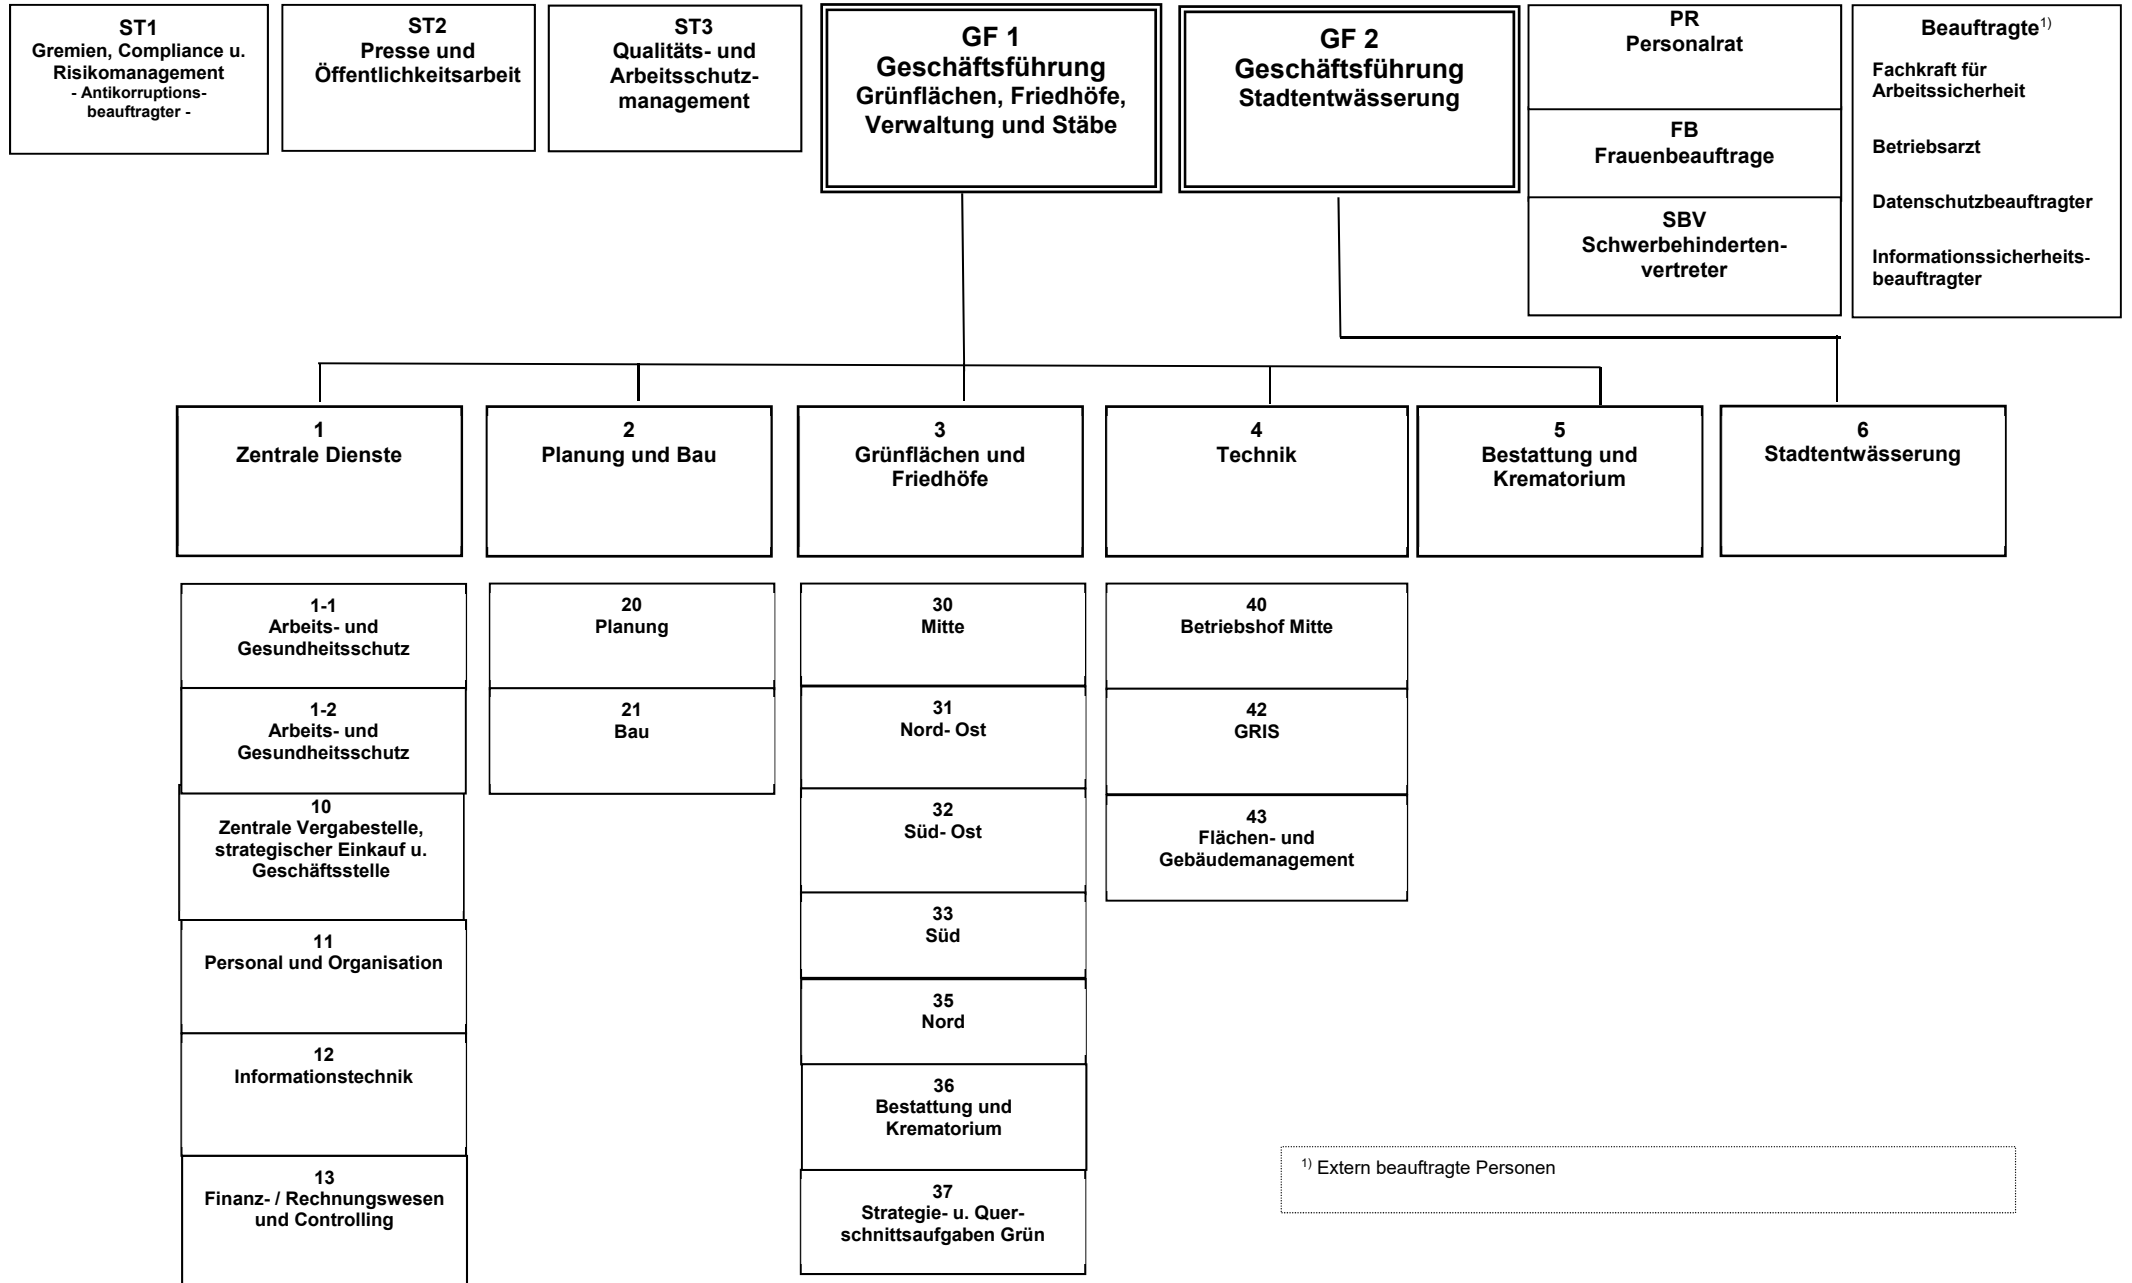 ST1
Gremien, Compliance u.
Risikomanagement
- Antikorruptions-
beauftragter -
ST2
Presse und
Öffentlichkeitsarbeit
ST3
Qualitäts- und
Arbeitsschutz-
management
GF 1
Geschäftsführung
Grünflächen, Friedhöfe,
Verwaltung und Stäbe
GF 2
Geschäftsführung
Stadtentwässerung
PR
Personalrat
FB
Frauenbeauftrage
SBV
Schwerbehinderten-
vertreter
Beauftragte1)
Fachkraft für
Arbeitssicherheit
Betriebsarzt
Datenschutzbeauftragter
Informationssicherheits-
beauftragter
1
Zentrale Dienste
2
Planung und Bau
3
Grünflächen und
Friedhöfe
4
Technik
5
Bestattung und
Krematorium
6
Stadtentwässerung
1-1
Arbeits- und
Gesundheitsschutz
1-2
Arbeits- und
Gesundheitsschutz
10
Zentrale Vergabestelle,
strategischer Einkauf u.
Geschäftsstelle
11
Personal und Organisation
12
Informationstechnik
13
Finanz- / Rechnungswesen
und Controlling
20
Planung
21
Bau
30
Mitte
31
Nord- Ost
32
Süd- Ost
33
Süd
35
Nord
36
Bestattung und
Krematorium
37
Strategie- u. Quer-
schnittsaufgaben Grün
40
Betriebshof Mitte
42
GRIS
43
Flächen- und
Gebäudemanagement
1) Extern beauftragte Personen